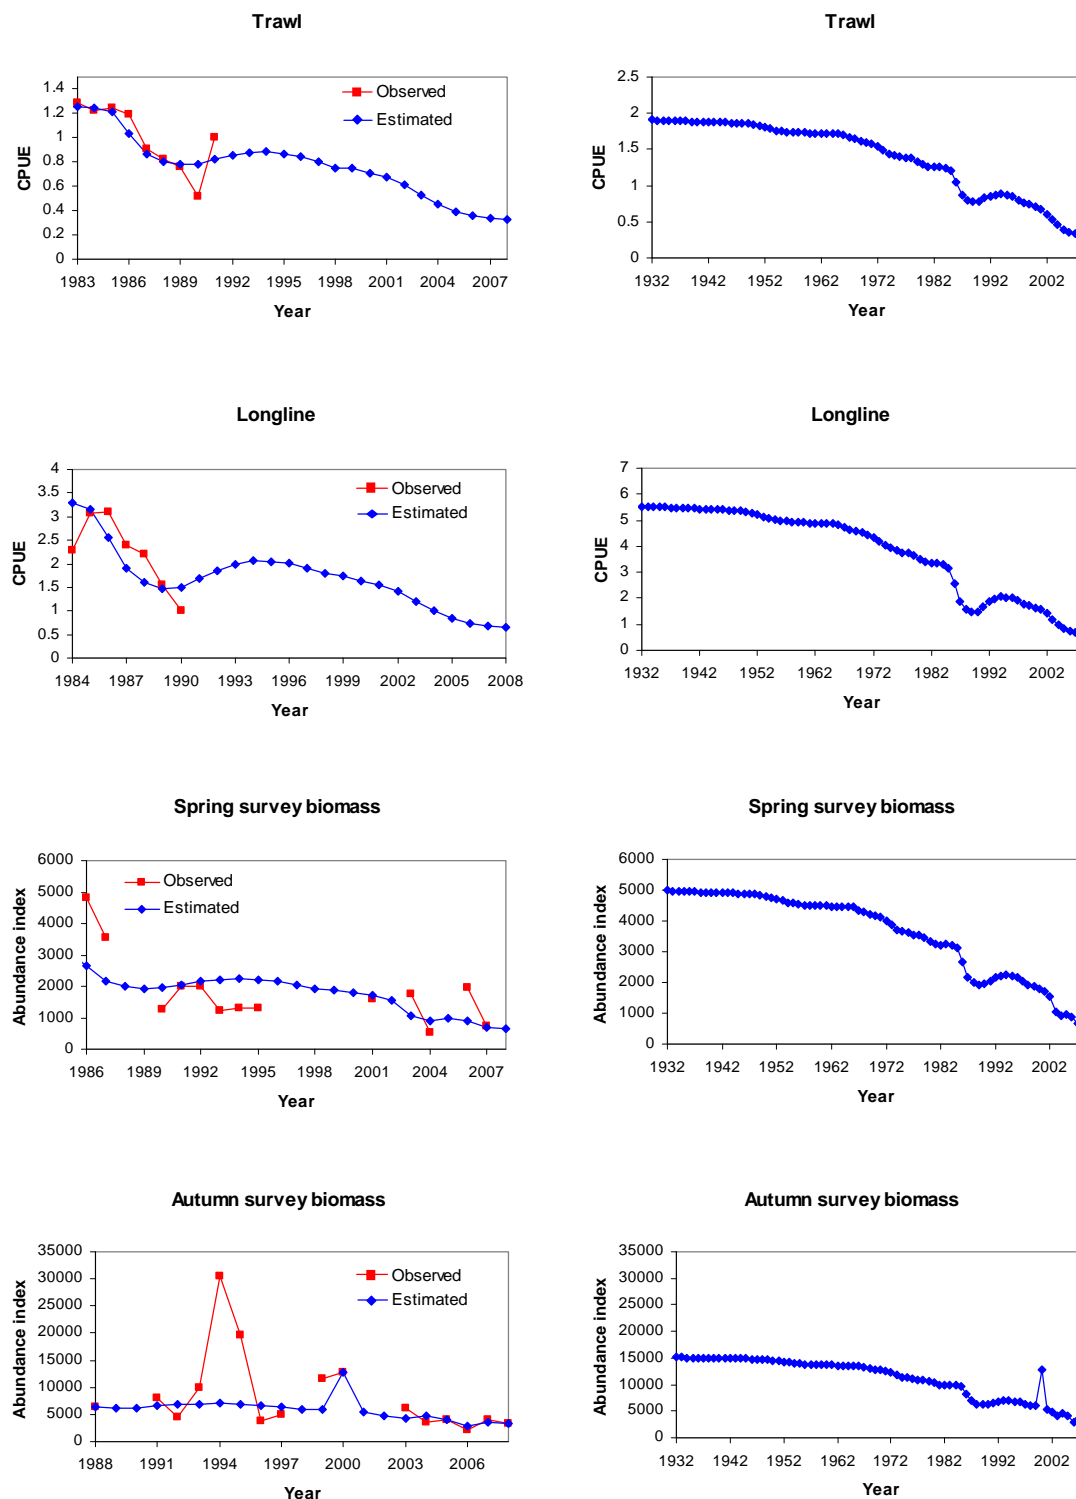 Trawl
CPUE
1.4
1.2
1
0.8
0.6
0.4
0.2
0
Observed
Estimated
1983 1986 1989 1992 1995 1998 2001 2004 2007
Year
Trawl
CPUE
2.5
2
1.5
1
0.5
0
1932 1942 1952 1962 1972 1982 1992 2002
Year
Longline
CPUE
4
3.5
3
2.5
2
1.5
1
0.5
0
Observed
Estimated
1984 1987 1990 1993 1996 1999 2002 2005 2008
Year
Longline
CPUE
7
6
5
4
3
2
1
0
1932 1942 1952 1962 1972 1982 1992 2002
Year
Spring survey biomass
Abundance index
6000
5000
4000
3000
2000
1000
0
Observed
Estimated
1986 1989 1992 1995 1998 2001 2004 2007
Year
Spring survey biomass
Abundance index
6000
5000
4000
3000
2000
1000
0
1932 1942 1952 1962 1972 1982 1992 2002
Year
Autumn survey biomass
Abundance index
35000
30000
25000
20000
15000
10000
5000
0
Observed
Estimated
1988 1991 1994 1997 2000 2003 2006
Year
Autumn survey biomass
Abundance index
35000
30000
25000
20000
15000
10000
5000
0
1932 1942 1952 1962 1972 1982 1992 2002
Year